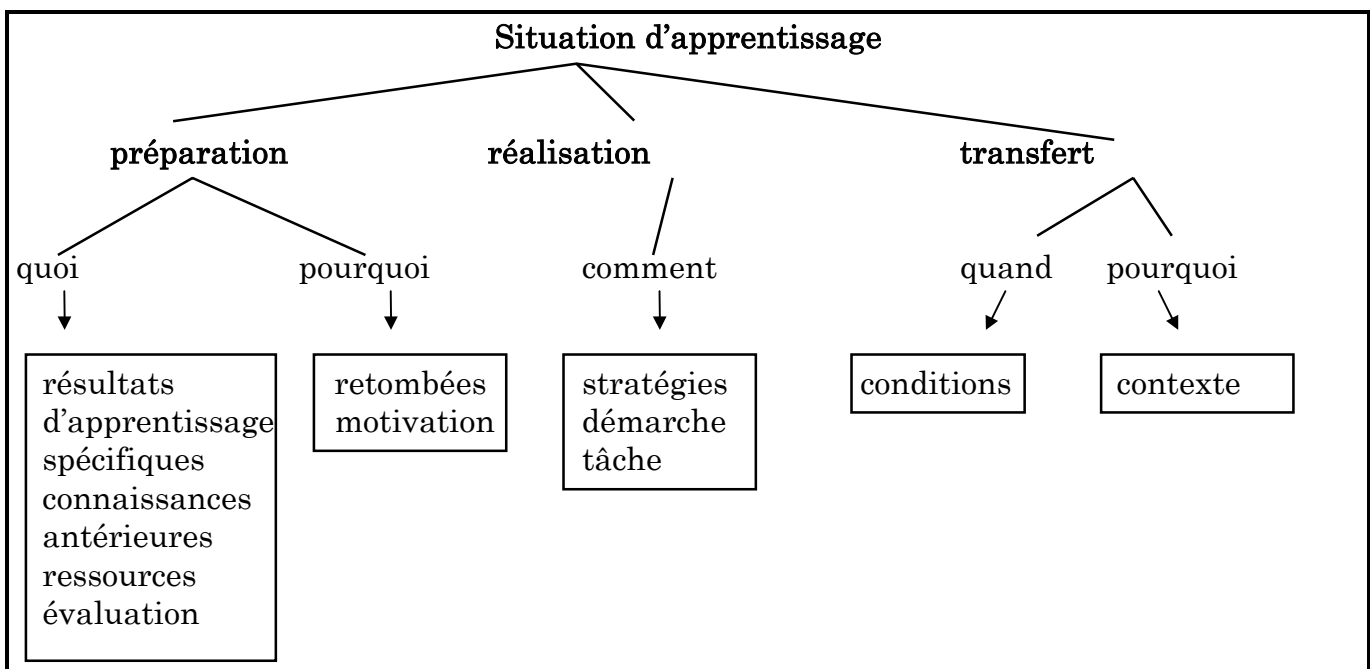 Situation d'apprentissage
préparation réalisation transfert
quoi pourquoi comment quand pourquoi
résultats
d'apprentissage
spécifiques
connaissances
antérieures
ressources
évaluation
retombées
motivation
stratégies
démarche
tâche
conditions
contexte